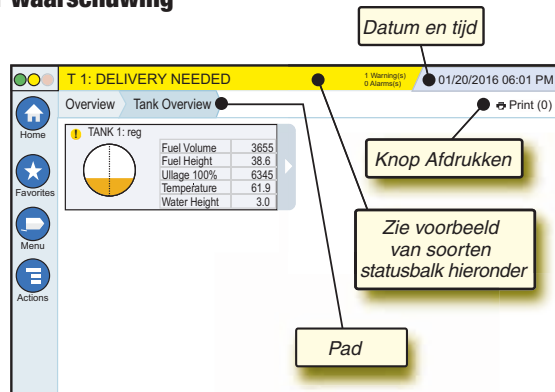 Waarschuwing
Datum en tijd
T 1: DELIVERY NEEDED
1 Warning(s)
0 Alarms(s)
01/20/2016 06:01 PM
Overview
Tank Overview
Print (0)
Home
TANK 1: reg
Fuel Volume 3655
Fuel Height 38.6
Ullage 100% 6345
Temperature 61.9
Water Height 3.0
Knop Afdrukken
Favorites
Menu
Zie voorbeeld
van soorten
statusbalk hieronder
Actions
Pad